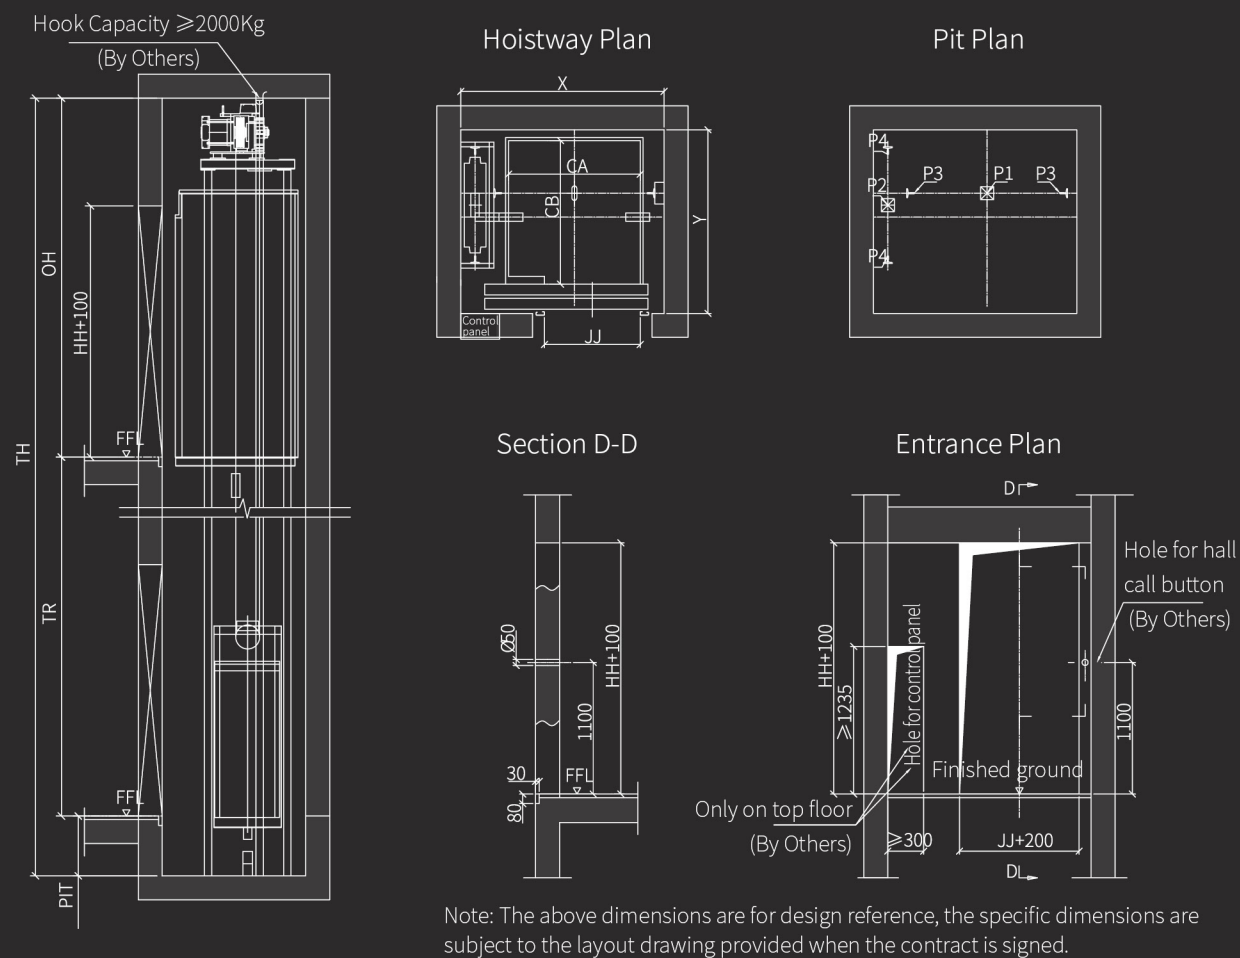 Hook Capacity ≥2000Kg
(By Others)
OH
HH+100
FFL
TH
TR
FFL
PIT
Hoistway Plan
X
CA
CB
Y
Control
panel
JJ
Pit Plan
P4
P3
P1
P3
P2
P4
Section D-D
Ø50
HH+100
1100
30
FFL
80
Entrance Plan
D
Hole for hall
call button
(By Others)
HH+100
≥1235
Hole for control panel
1100
Finished ground
Only on top floor
(By Others)
≥300
JJ+200
D
Note: The above dimensions are for design reference, the specific dimensions are
subject to the layout drawing provided when the contract is signed.